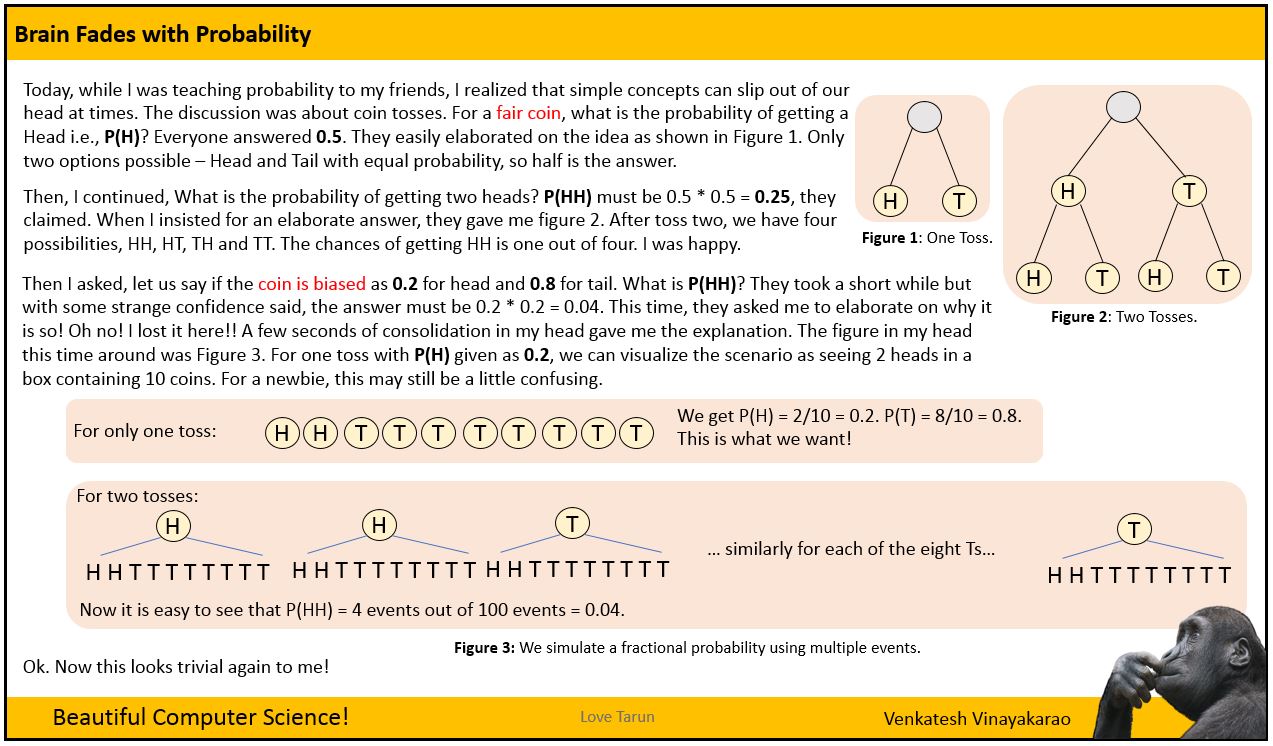 Brain Fades with Probability
Today, while I was teaching probability to my friends, I realized that simple concepts can slip out of our
head at times. The discussion was about coin tosses. For a fair coin, what is the probability of getting a
Head i.e., P(H)? Everyone answered 0.5. They easily elaborated on the idea as shown in Figure 1. Only
two options possible – Head and Tail with equal probability, so half is the answer.
Then, I continued, What is the probability of getting two heads? P(HH) must be 0.5 * 0.5 = 0.25, they
claimed. When I insisted for an elaborate answer, they gave me figure 2. After toss two, we have four
possibilities, HH, HT, TH and TT. The chances of getting HH is one out of four. I was happy.
H T
Figure 1: One Toss.
H T
H T H T
Figure 2: Two Tosses.
Then I asked, let us say if the coin is biased as 0.2 for head and 0.8 for tail. What is P(HH)? They took a short while but
with some strange confidence said, the answer must be 0.2 * 0.2 = 0.04. This time, they asked me to elaborate on why it
is so! Oh no! I lost it here!! A few seconds of consolidation in my head gave me the explanation. The figure in my head
this time around was Figure 3. For one toss with P(H) given as 0.2, we can visualize the scenario as seeing 2 heads in a
box containing 10 coins. For a newbie, this may still be a little confusing.
For only one toss:
H H T T T T T T T T
We get P(H) = 2/10 = 0.2. P(T) = 8/10 = 0.8.
This is what we want!
For two tosses:
H
H H T T T T T T T T
H
H H T T T T T T T T
T
H H T T T T T T T T
... similarly for each of the eight Ts...
T
H H T T T T T T T T
Now it is easy to see that P(HH) = 4 events out of 100 events = 0.04.
Figure 3: We simulate a fractional probability using multiple events.
Ok. Now this looks trivial again to me!
Beautiful Computer Science!
Love Tarun
Venkatesh Vinayakarao